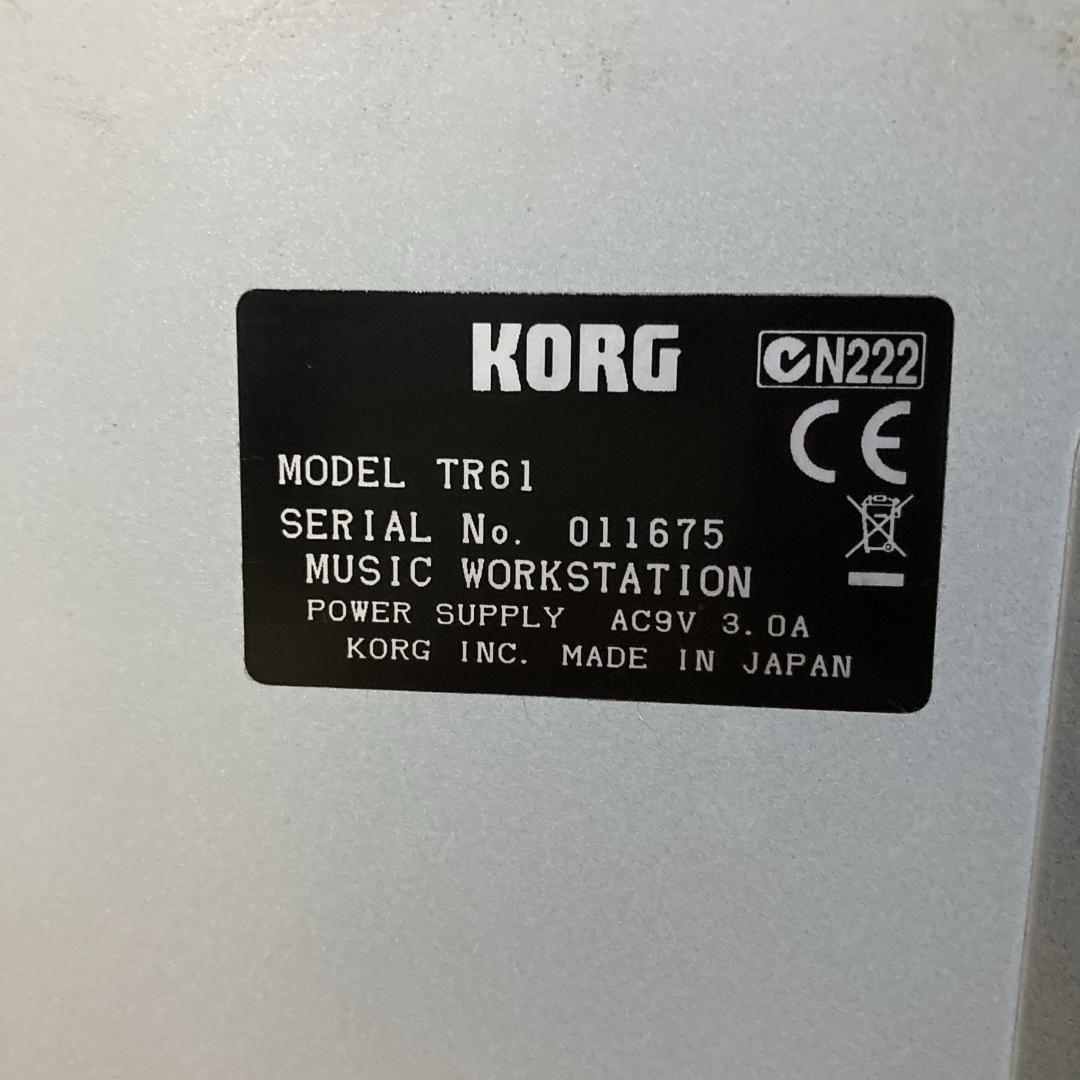 KORG
N222
CE
MODEL TR61
SERIAL No. 011675
MUSIC WORKSTATION
POWER SUPPLY AC9V 3.0A
KORG INC. MADE IN JAPAN